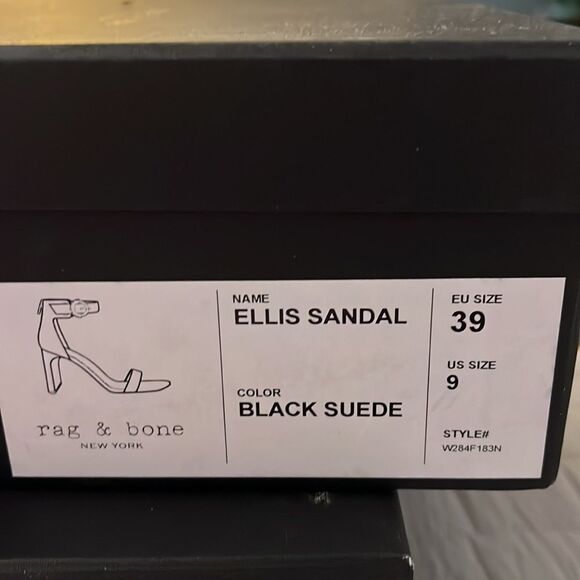 rag & bone
NEW YORK
NAME
ELLIS SANDAL
COLOR
BLACK SUEDE
EU SIZE
39
US SIZE
9
STYLE#
W284F183N